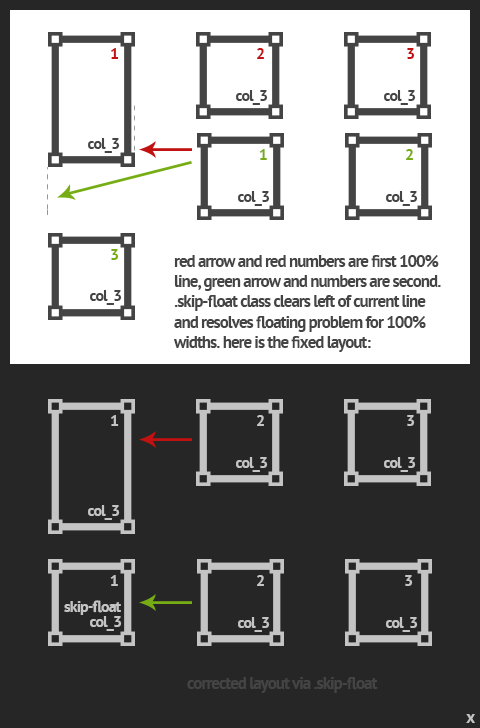 1 2 3
col_3 col_3 col_3
1 2
col_3 col_3
3
col_3
red arrow and red numbers are first 100%
line, green arrow and numbers are second.
.skip-float class clears left of current line
and resolves floating problem for 100%
widths. here is the fixed layout:
1 2 3
col_3 col_3
col_3
1 2 3
skip-float
col_3 col_3 col_3
corrected layout via .skip-float
x